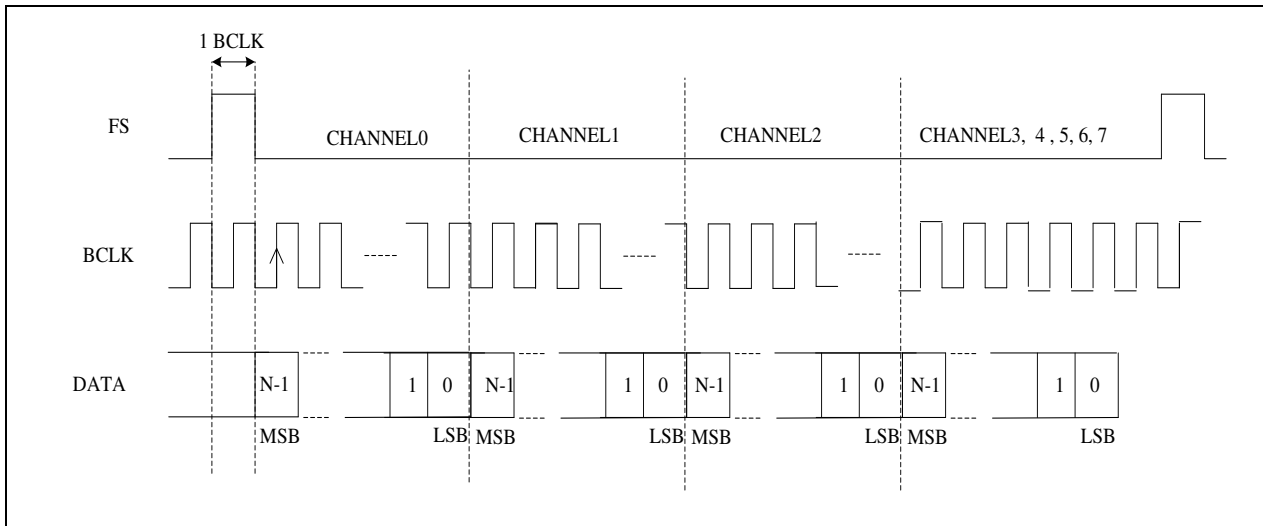 1 BCLK
FS
CHANNEL0
CHANNEL1
CHANNEL2
CHANNEL3, 4 , 5, 6, 7
BCLK
DATA
N-1
1
0
N-1
1
0
N-1
1
0
N-1
1
0
MSB
LSB
MSB
LSB
MSB
LSB
MSB
LSB